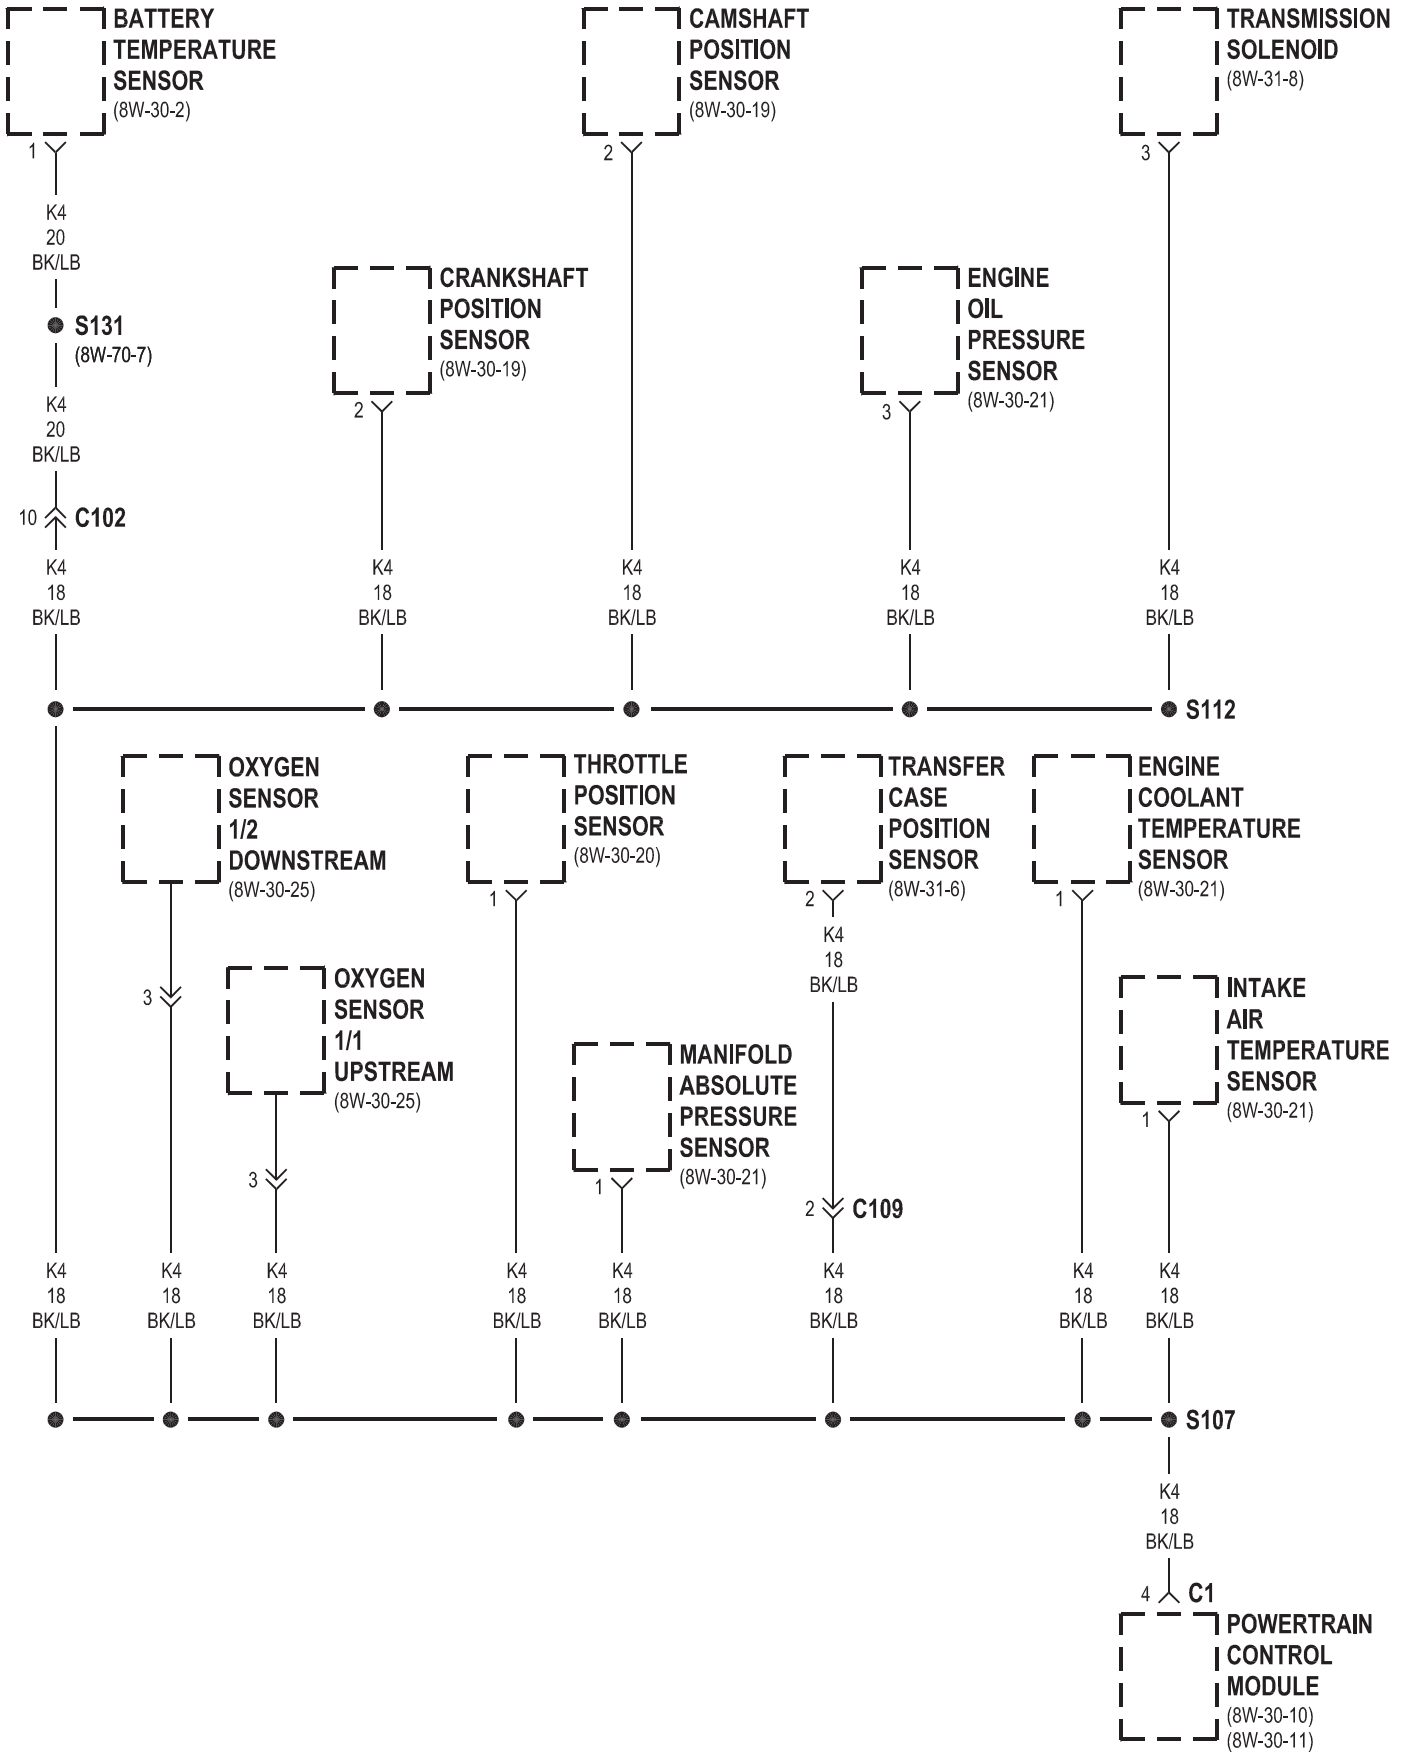 BATTERY
TEMPERATURE
SENSOR
(8W-30-2)
1
CAMSHAFT
POSITION
SENSOR
(8W-30-19)
2
TRANSMISSION
SOLENOID
(8W-31-8)
3
K4
20
BK/LB
S131
(8W-70-7)
K4
20
BK/LB
10
C102
CRANKSHAFT
POSITION
SENSOR
(8W-30-19)
2
ENGINE
OIL
PRESSURE
SENSOR
(8W-30-21)
3
K4
18
BK/LB
K4
18
BK/LB
K4
18
BK/LB
K4
18
BK/LB
K4
18
BK/LB
S112
OXYGEN
SENSOR
1/2
DOWNSTREAM
(8W-30-25)
3
THROTTLE
POSITION
SENSOR
(8W-30-20)
1
TRANSFER
CASE
POSITION
SENSOR
(8W-31-6)
2
K4
18
BK/LB
ENGINE
COOLANT
TEMPERATURE
SENSOR
(8W-30-21)
1
OXYGEN
SENSOR
1/1
UPSTREAM
(8W-30-25)
3
MANIFOLD
ABSOLUTE
PRESSURE
SENSOR
(8W-30-21)
1
2
C109
INTAKE
AIR
TEMPERATURE
SENSOR
(8W-30-21)
1
K4
18
BK/LB
K4
18
BK/LB
K4
18
BK/LB
K4
18
BK/LB
K4
18
BK/LB
K4
18
BK/LB
K4
18
BK/LB
K4
18
BK/LB
S107
K4
18
BK/LB
4
C1
POWERTRAIN
CONTROL
MODULE
(8W-30-10)
(8W-30-11)